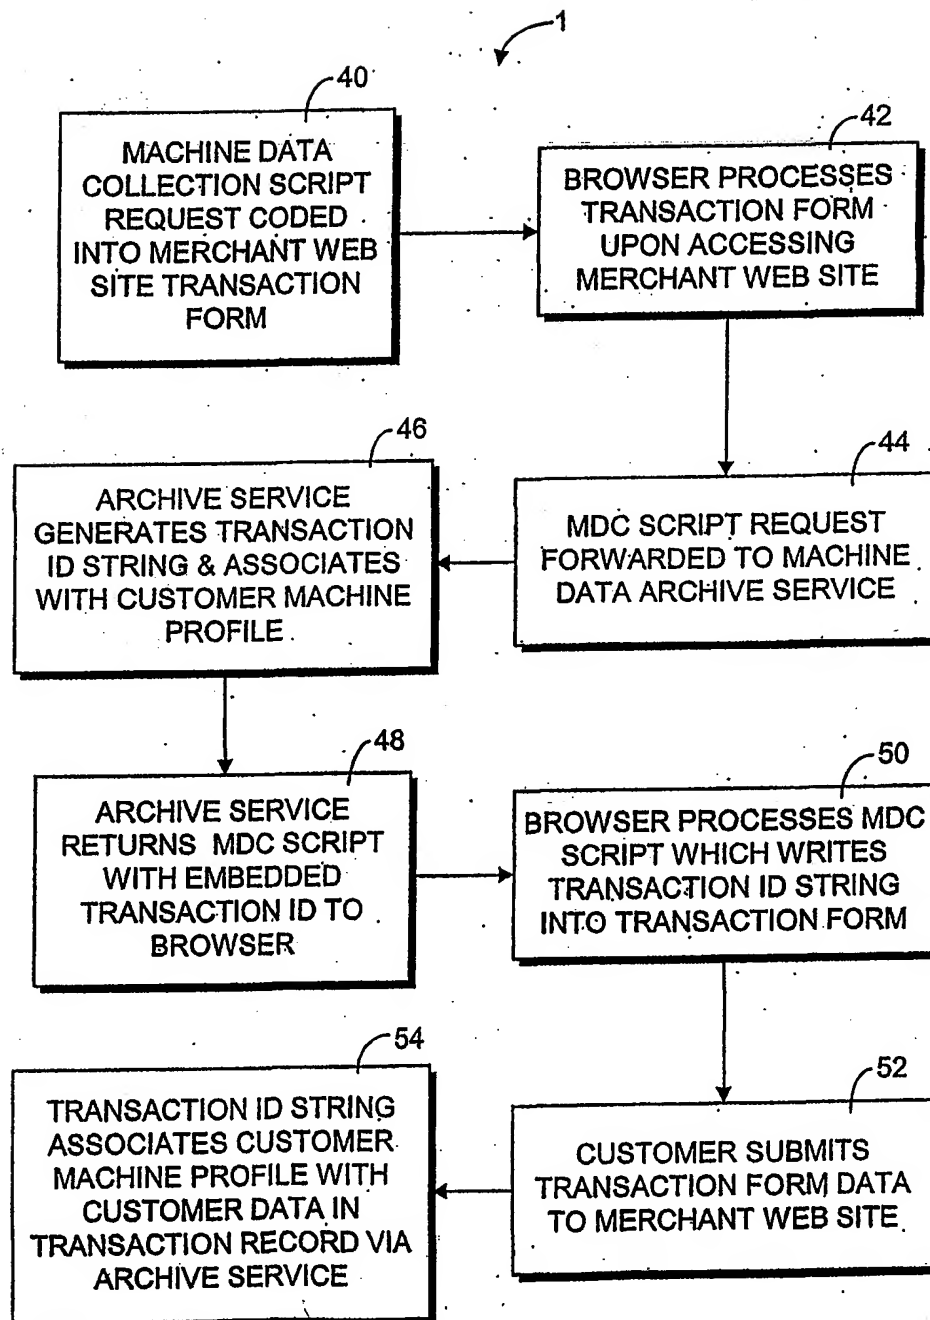 1
40
MACHINE DATA
COLLECTION SCRIPT
REQUEST CODED
INTO MERCHANT WEB
SITE TRANSACTION
FORM
42
BROWSER PROCESSES
TRANSACTION FORM
UPON ACCESSING
MERCHANT WEB SITE
44
MDC SCRIPT REQUEST
FORWARDED TO MACHINE
DATA ARCHIVE SERVICE
46
ARCHIVE SERVICE
GENERATES TRANSACTION
ID STRING & ASSOCIATES
WITH CUSTOMER MACHINE
PROFILE
48
ARCHIVE SERVICE
RETURNS MDC SCRIPT
WITH EMBEDDED
TRANSACTION ID TO
BROWSER
50
BROWSER PROCESSES MDC
SCRIPT WHICH WRITES
TRANSACTION ID STRING
INTO TRANSACTION FORM
52
CUSTOMER SUBMITS
TRANSACTION FORM DATA
TO MERCHANT WEB SITE
54
TRANSACTION ID STRING
ASSOCIATES CUSTOMER
MACHINE PROFILE WITH
CUSTOMER DATA IN
TRANSACTION RECORD VIA
ARCHIVE SERVICE